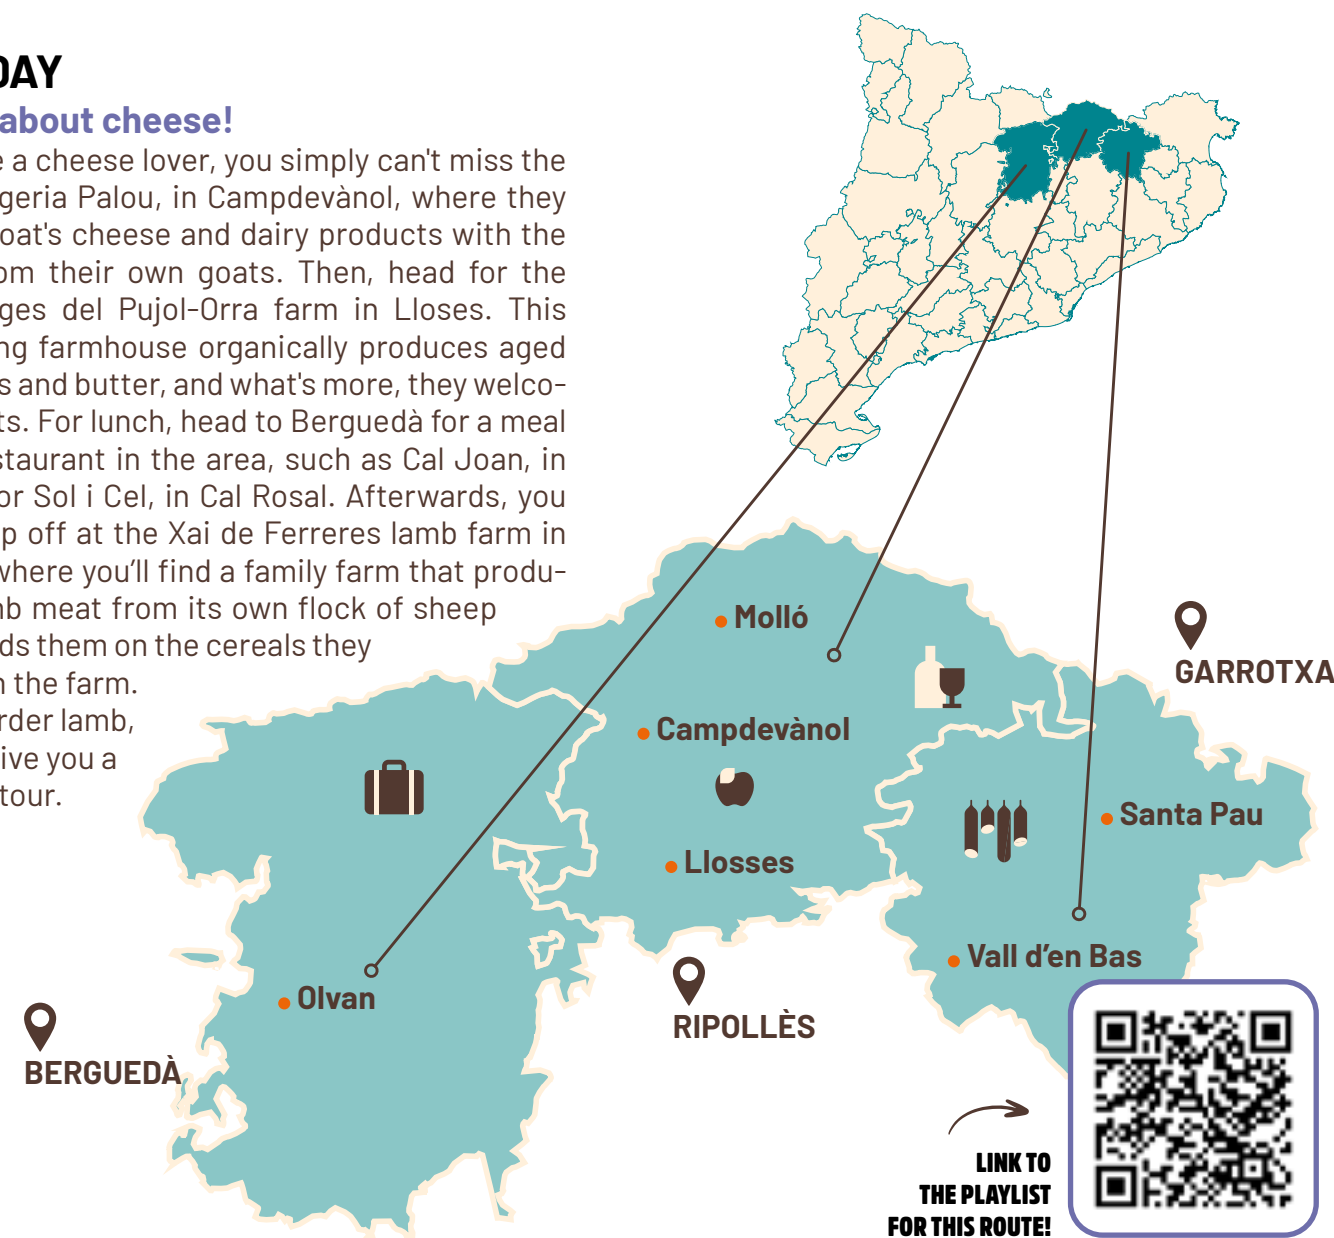 DAY
about cheese!
e a cheese lover, you simply can't miss the
geria Palou, in Campdevànol, where they
oat's cheese and dairy products with the
om their own goats. Then, head for the
ges del Pujol-Orra farm in Lloses. This
ng farmhouse organically produces aged
s and butter, and what's more, they welco-
ts. For lunch, head to Berguedà for a meal
staurant in the area, such as Cal Joan, in
or Sol i Cel, in Cal Rosal. Afterwards, you
p off at the Xai de Ferreres lamb farm in
where you’ll find a family farm that produ-
mb meat from its own flock of sheep
ds them on the cereals they
n the farm.
rder lamb,
ive you a
tour.
Molló
GARROTXA
Campdevànol
Santa Pau
Llosses
Vall d’en Bas
Olvan
RIPOLLÈS
BERGUEDÀ
LINK TO
THE PLAYLIST
FOR THIS ROUTE!